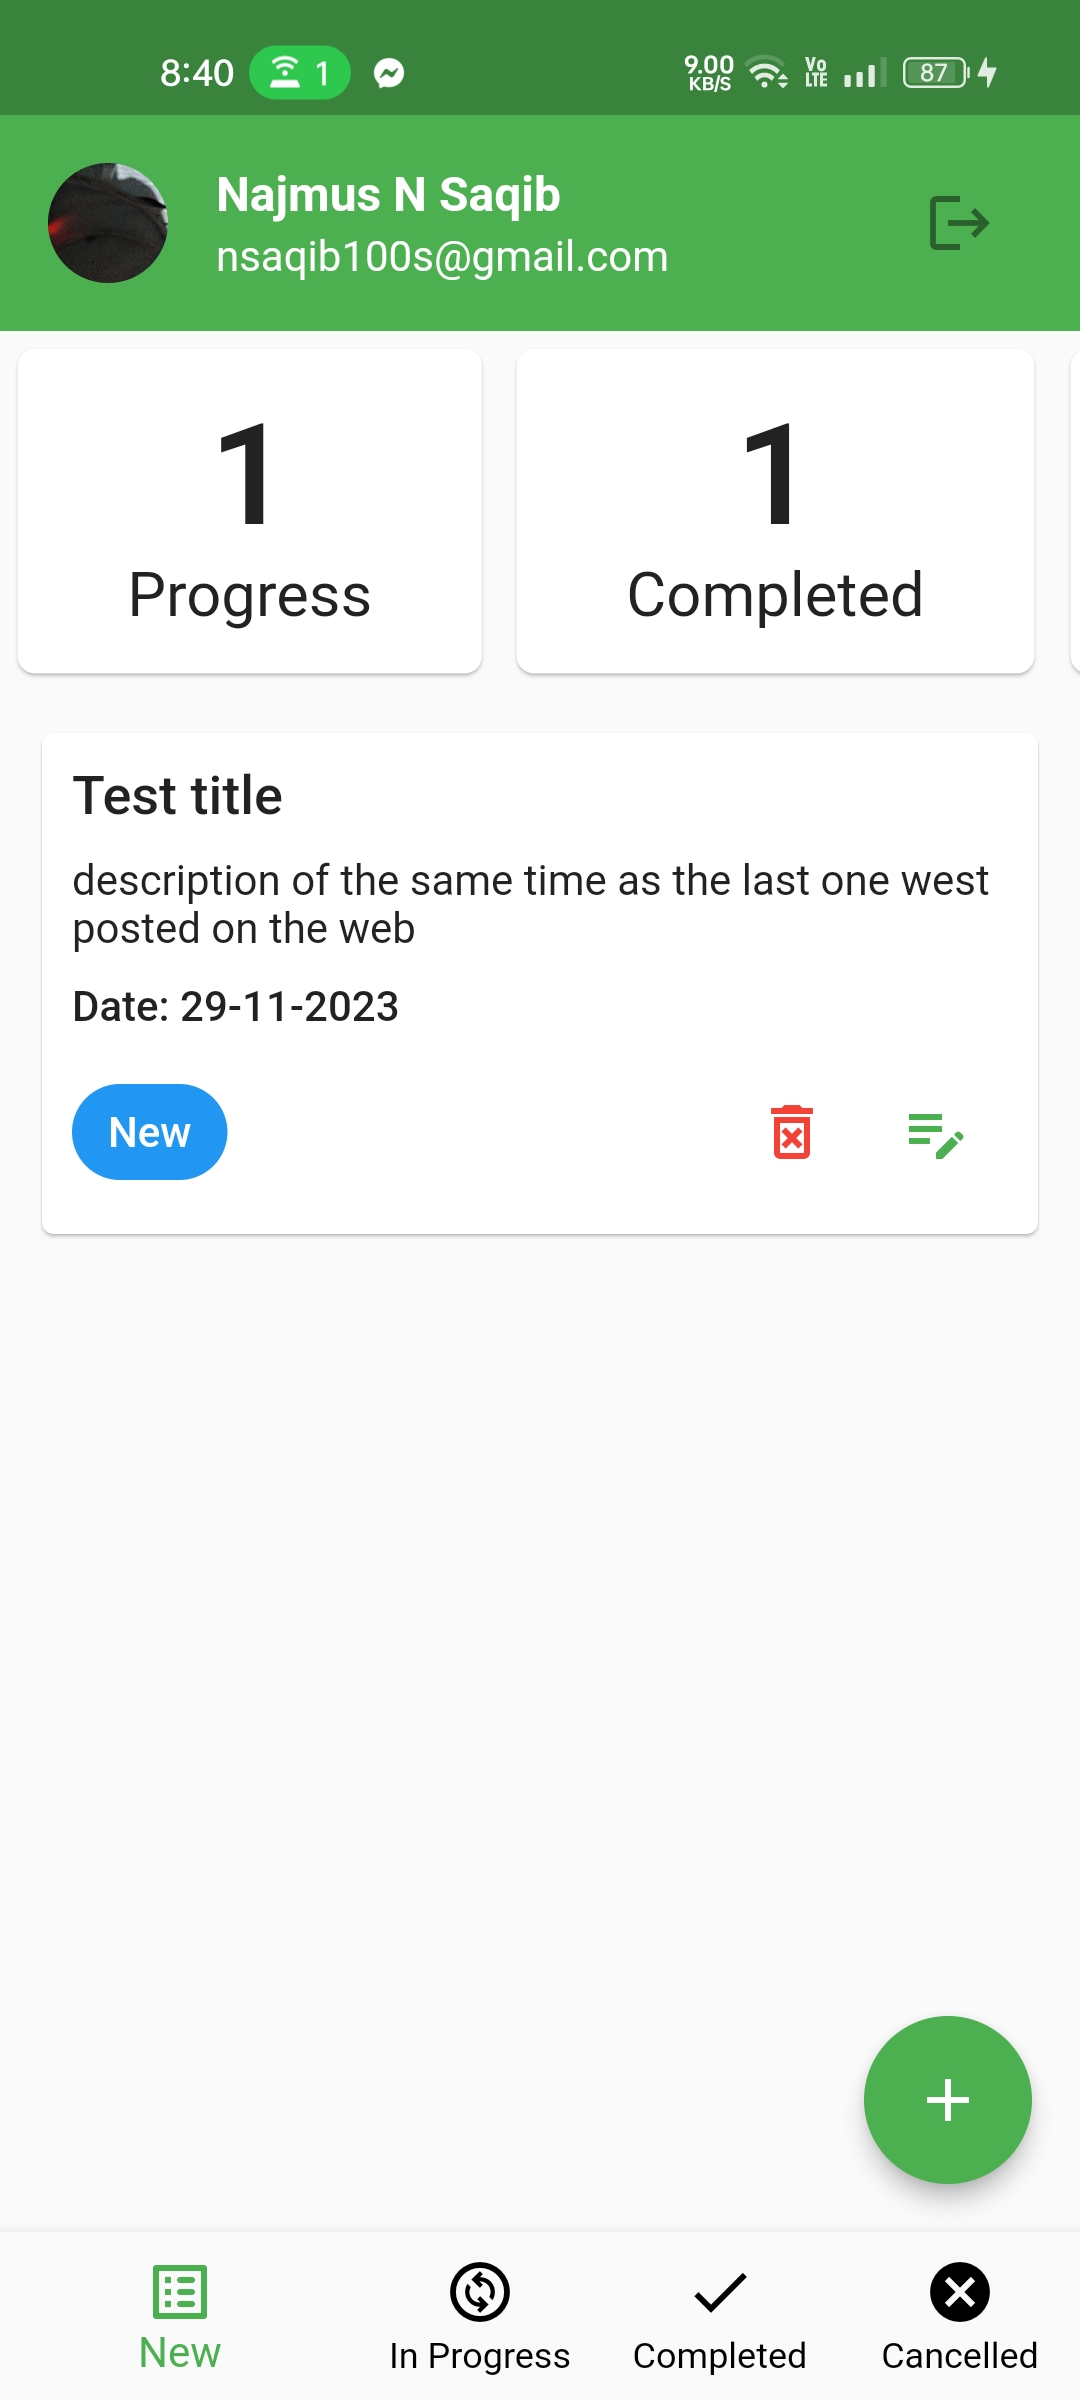 8:40 1 9.00 KB/S Vo LTE 87
Najmus N Saqib
nsaqib100s@gmail.com
1 1
Progress Completed
Test title
description of the same time as the last one west
posted on the web
Date: 29-11-2023
New
New In Progress Completed Cancelled